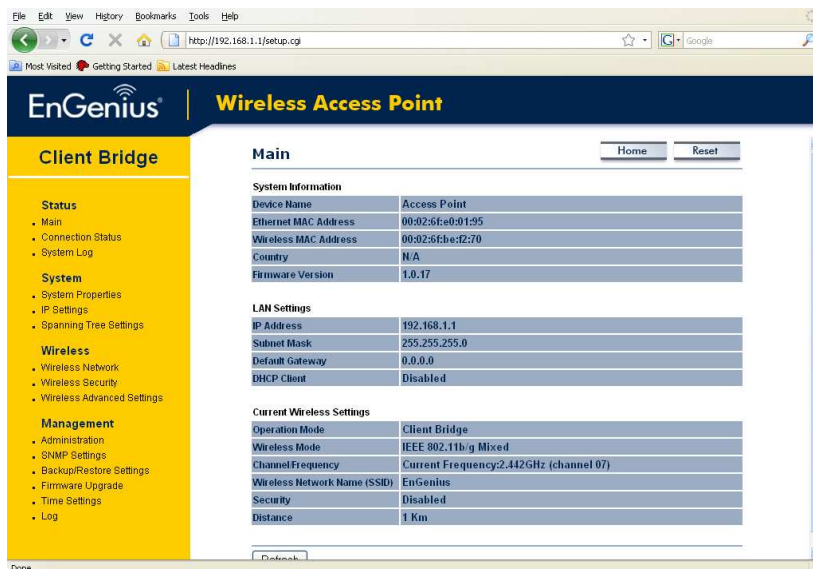 File Edit View History Bookmarks Tools Help
http://192.168.1.1/setup.cgi
G Google
Most Visited Getting Started Latest Headlines
EnGenius® Wireless Access Point
Client Bridge
Status
Main
Connection Status
System Log
System
System Properties
IP Settings
Spanning Tree Settings
Wireless
Wireless Network
Wireless Security
Wireless Advanced Settings
Management
Administration
SNMP Settings
Backup/Restore Settings
Firmware Upgrade
Time Settings
Log
Main Home Reset
System Information
Device Name Access Point
Ethernet MAC Address 00:02:6f:e0:01:95
Wireless MAC Address 00:02:6f:be:f2:70
Country N/A
Firmware Version 1.0.17
LAN Settings
IP Address 192.168.1.1
Subnet Mask 255.255.255.0
Default Gateway 0.0.0.0
DHCP Client Disabled
Current Wireless Settings
Operation Mode Client Bridge
Wireless Mode IEEE 802.11b/g Mixed
Channel/Frequency Current Frequency:2.442GHz (channel 07)
Wireless Network Name (SSID) EnGenius
Security Disabled
Distance 1 Km
Refresh
Done